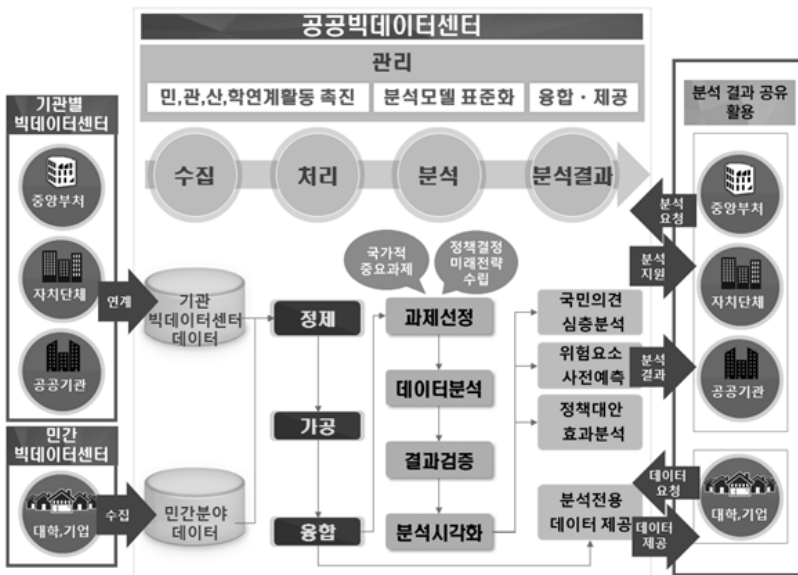 공공빅데이터센터
관리
민,관,산,학연계활동 촉진
분석모델 표준화
융합・제공
수집
처리
분석
분석결과
기관별
빅데이터센터
중앙부처
자치단체
공공기관
연계
민간
빅데이터센터
대학,기업
수집
기관
빅데이터센터
데이터
민간분야
데이터
정제
가공
융합
국가적
중요과제
정책결정
미래전략
수립
과제선정
데이터분석
결과검증
분석시각화
국민의견
심층분석
위험요소
사전예측
정책대안
효과분석
분석전용
데이터 제공
분석
요청
분석
지원
분석
결과
데이터
요청
데이터
제공
분석 결과 공유
활용
중앙부처
자치단체
공공기관
대학,기업